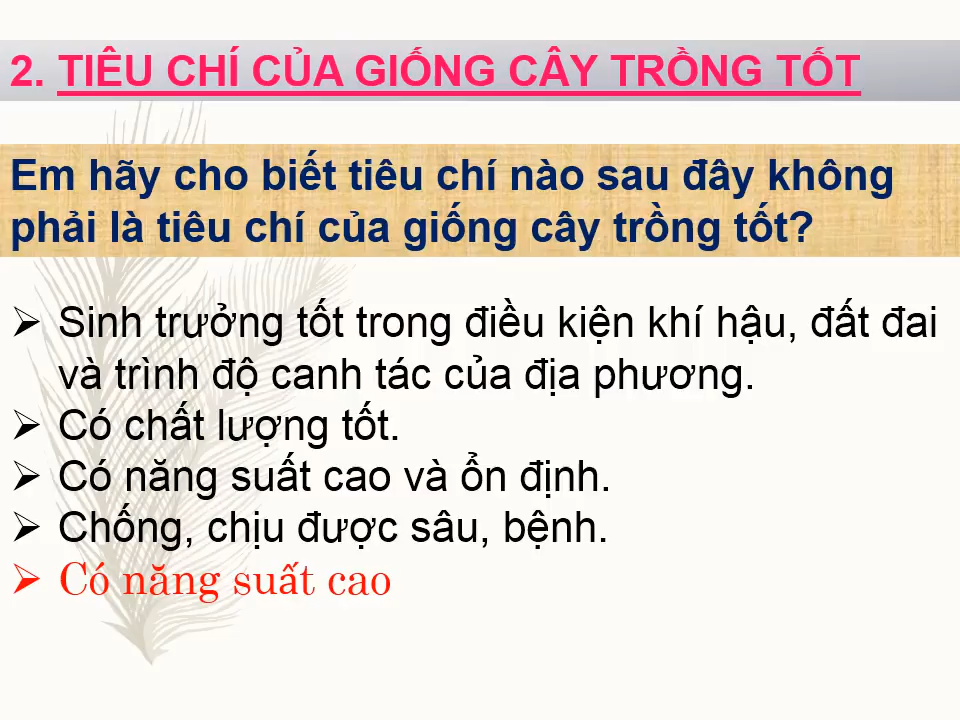 2. TIÊU CHÍ CỦA GIỐNG CÂY TRỒNG TỐT
Em hãy cho biết tiêu chí nào sau đây không
phải là tiêu chí của giống cây trồng tốt?
➢ Sinh trưởng tốt trong điều kiện khí hậu, đất đai
và trình độ canh tác của địa phương.
➢ Có chất lượng tốt.
➢ Có năng suất cao và ổn định.
➢ Chống, chịu được sâu, bệnh.
➢ Có năng suất cao